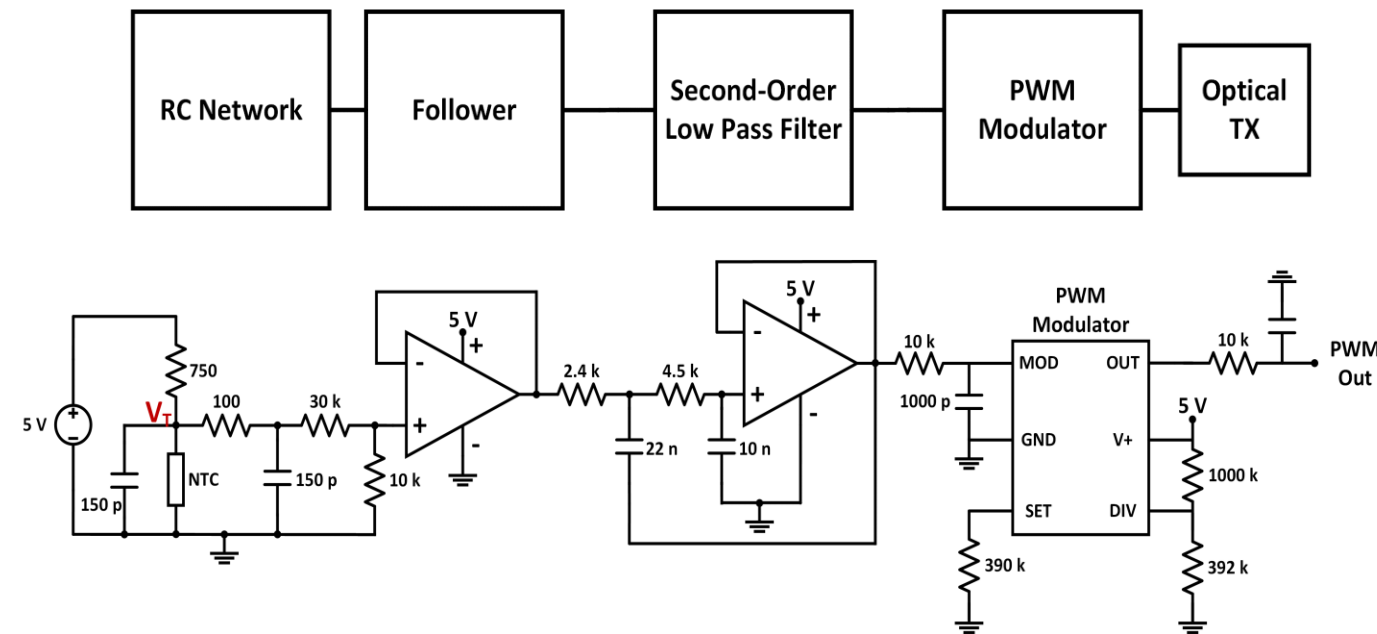 RC Network
Follower
Second-Order
Low Pass Filter
PWM
Modulator
Optical
TX
5 V
750
V_T
100
30 k
150 p
NTC
150 p
10 k
5 V
+
-
+
-
2.4 k
4.5 k
22 n
10 n
5 V
+
-
+
-
10 k
1000 p
PWM
Modulator
MOD
OUT
GND
V+
SET
DIV
390 k
10 k
PWM
Out
5 V
1000 k
392 k
+
−